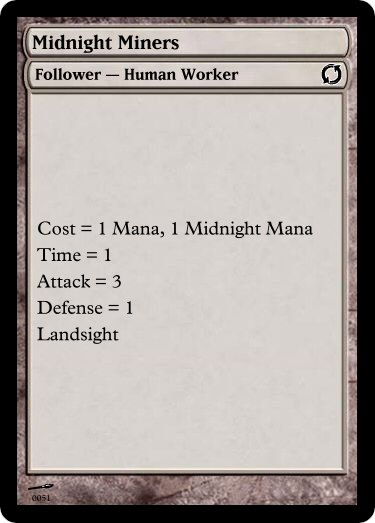 Midnight Miners
Follower — Human Worker
Cost = 1 Mana, 1 Midnight Mana
Time = 1
Attack = 3
Defense = 1
Landsight
0051